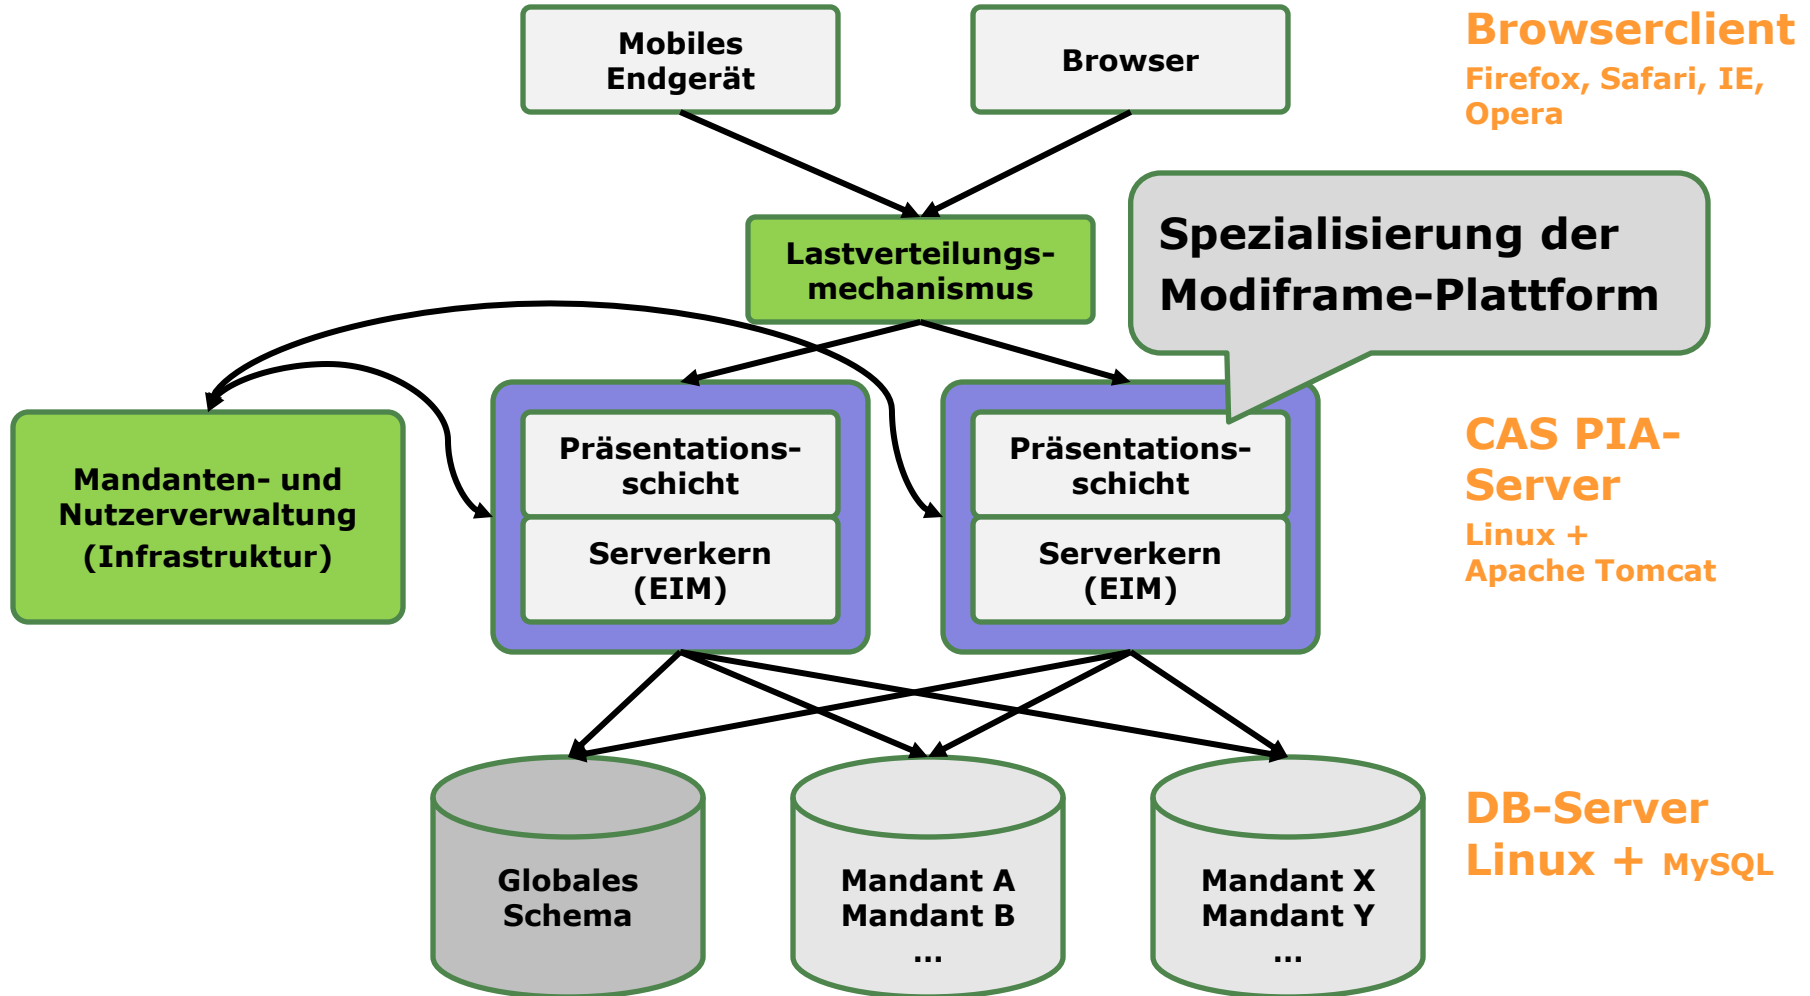 Mobiles
Endgerät
Browser
Browserclient
Firefox, Safari, IE,
Opera
Lastverteilungs-
mechanismus
Spezialisierung der
Modiframe-Plattform
Mandanten- und
Nutzerverwaltung
(Infrastruktur)
Präsentations-
schicht
Serverkern
(EIM)
Präsentations-
schicht
Serverkern
(EIM)
CAS PIA-
Server
Linux +
Apache Tomcat
Globales
Schema
Mandant A
Mandant B
...
Mandant X
Mandant Y
...
DB-Server
Linux + MySQL